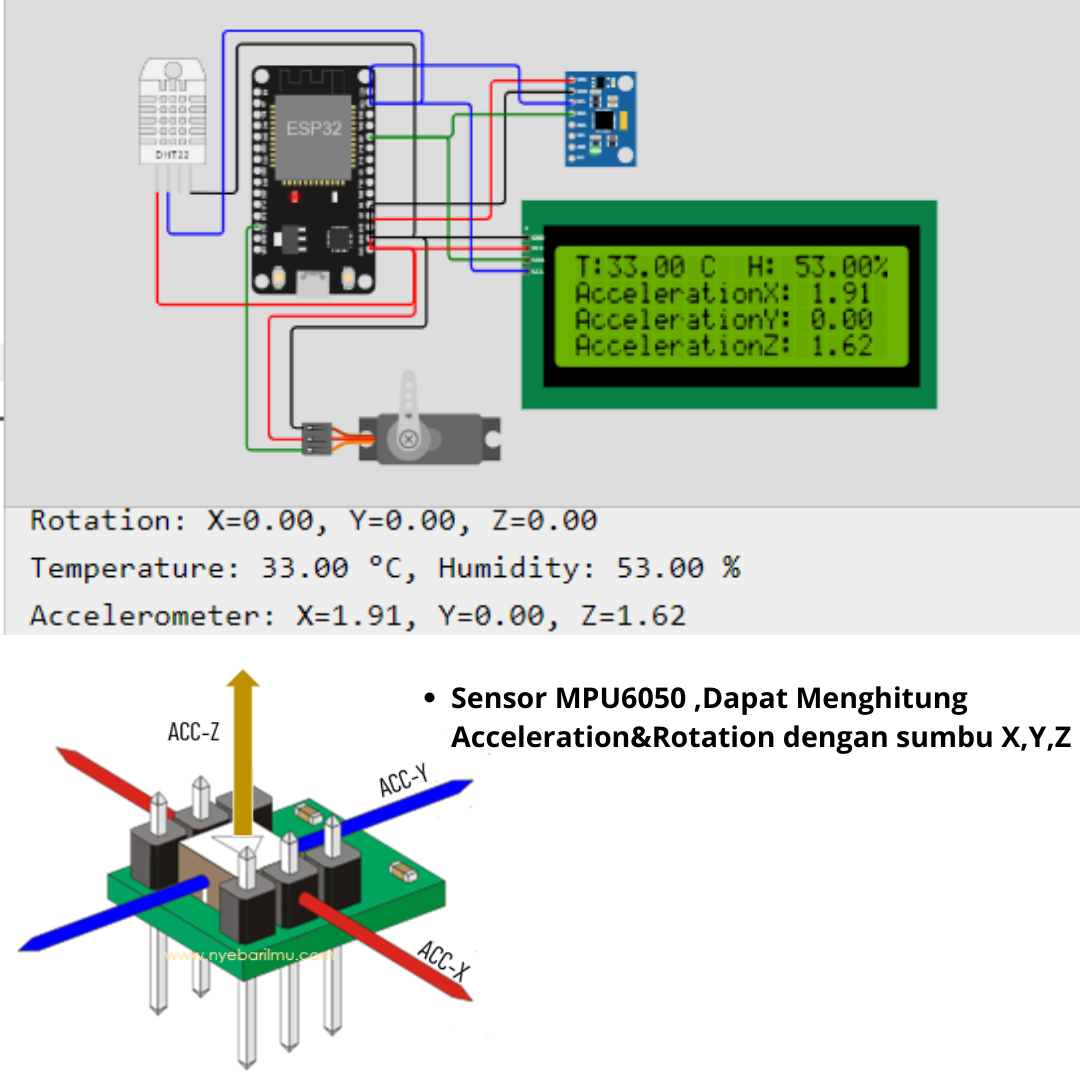 DHT22
ESP32
T:33.00 C H: 53.00%
AccelerationX: 1.91
AccelerationY: 0.00
AccelerationZ: 1.62
Rotation: X=0.00, Y=0.00, Z=0.00
Temperature: 33.00 °C, Humidity: 53.00 %
Accelerometer: X=1.91, Y=0.00, Z=1.62
• Sensor MPU6050 ,Dapat Menghitung
Acceleration&Rotation dengan sumbu X,Y,Z
ACC-Z
ACC-Y
ACC-X
www.nyebarilmu.com